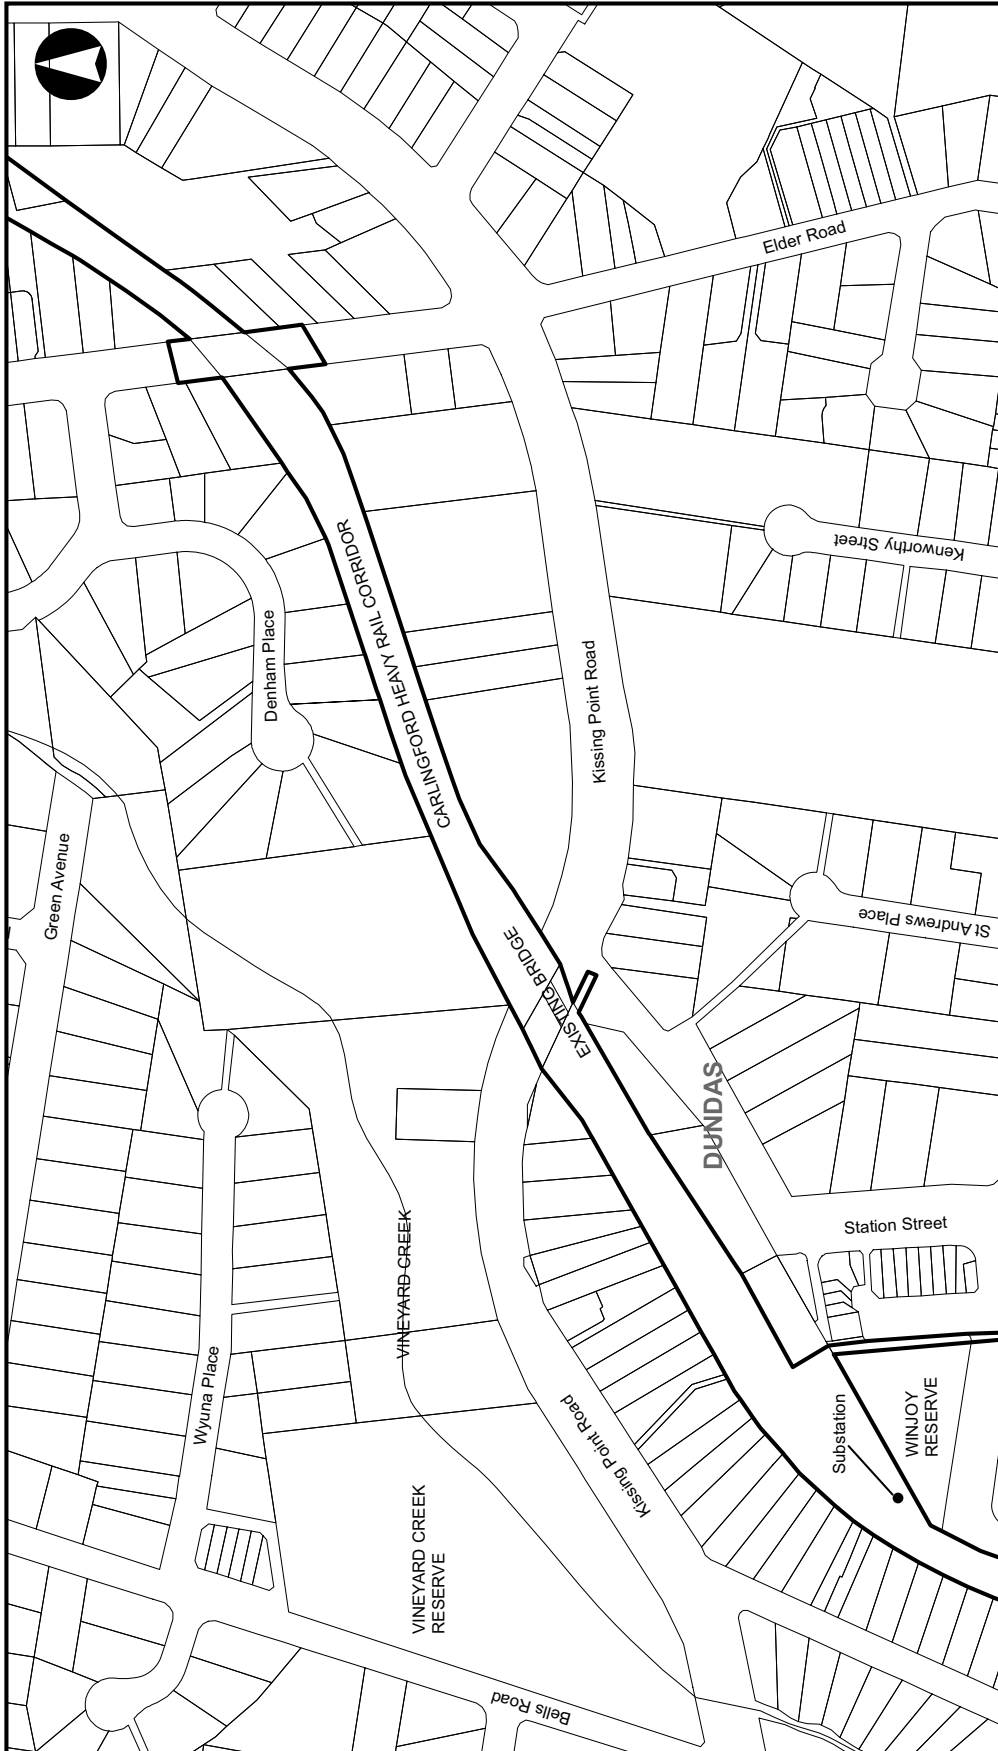 Elder Road
Kenworthy Street
CARLINGFORD HEAVY RAIL CORRIDOR
Denham Place
Kissing Point Road
Green Avenue
St Andrews Place
EXISTING BRIDGE
DUNDAS
Station Street
VINEYARD CREEK
Wyuna Place
Kissing Point Road
Substation
WINJOY
RESERVE
VINEYARD CREEK
RESERVE
Bells Road